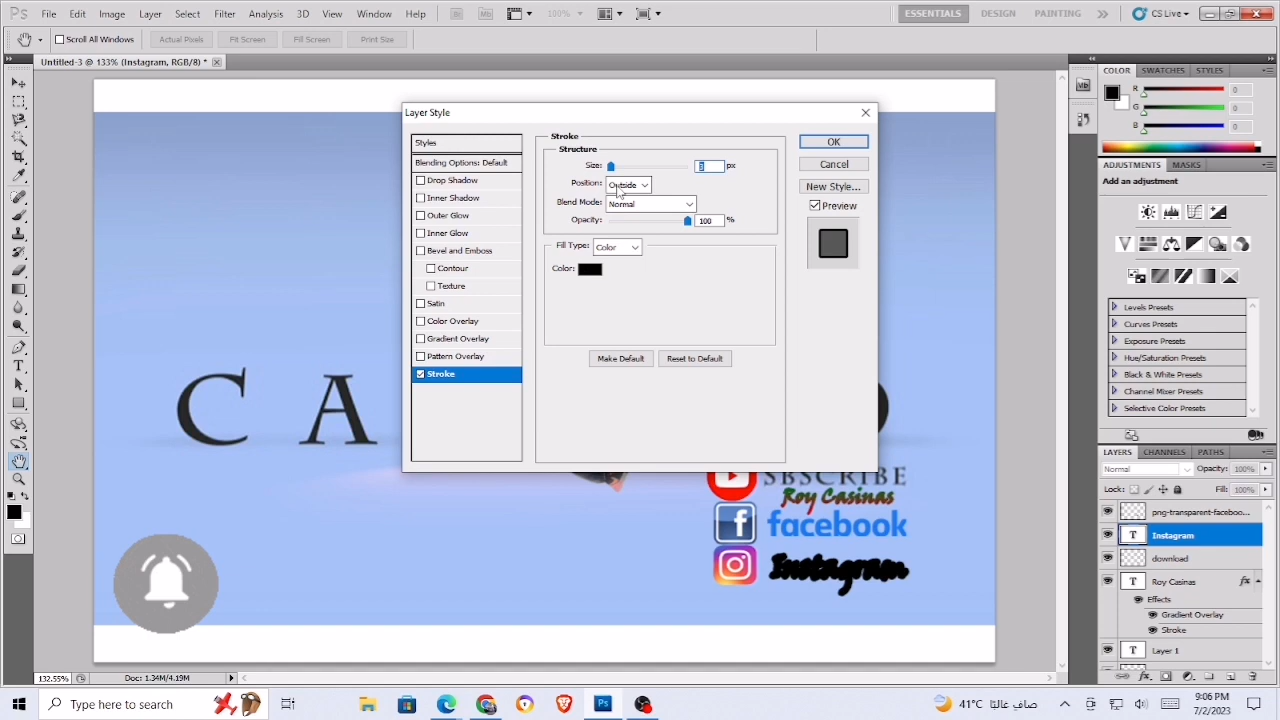 Ps File Edit Image Layer Select Filter Analysis 3D View Window Help Br Mb 100% ESSENTIALS DESIGN PAINTING CS Live
Scroll All Windows Actual Pixels Fit Screen Fill Screen Print Size
Untitled-3 @ 133% (Instagram, RGB/8) *
Layer Style
Styles
Blending Options: Default
Drop Shadow
Inner Shadow
Outer Glow
Inner Glow
Bevel and Emboss
Contour
Texture
Satin
Color Overlay
Gradient Overlay
Pattern Overlay
Stroke
Stroke
Structure
Size: px
Position: Outside
Blend Mode: Normal
Opacity: 100 %
Fill Type: Color
Color:
Make Default Reset to Default
OK
Cancel
New Style...
Preview
C A
SBSCRIBE
Roy Casinas
facebook
Instagram
COLOR SWATCHES STYLES
R 0
G 0
B 0
ADJUSTMENTS MASKS
Add an adjustment
Levels Presets
Curves Presets
Exposure Presets
Hue/Saturation Presets
Black & White Presets
Channel Mixer Presets
Selective Color Presets
LAYERS CHANNELS PATHS
Normal Opacity: 100%
Lock: Fill: 100%
png-transparent-faceboo...
T Instagram
download
T Roy Casinas fx
Effects
Gradient Overlay
Stroke
T Layer 1
132.55% Doc: 1.34M/4.19M
Type here to search
41°C صافٍ غالبًا
9:06 PM
7/2/2023